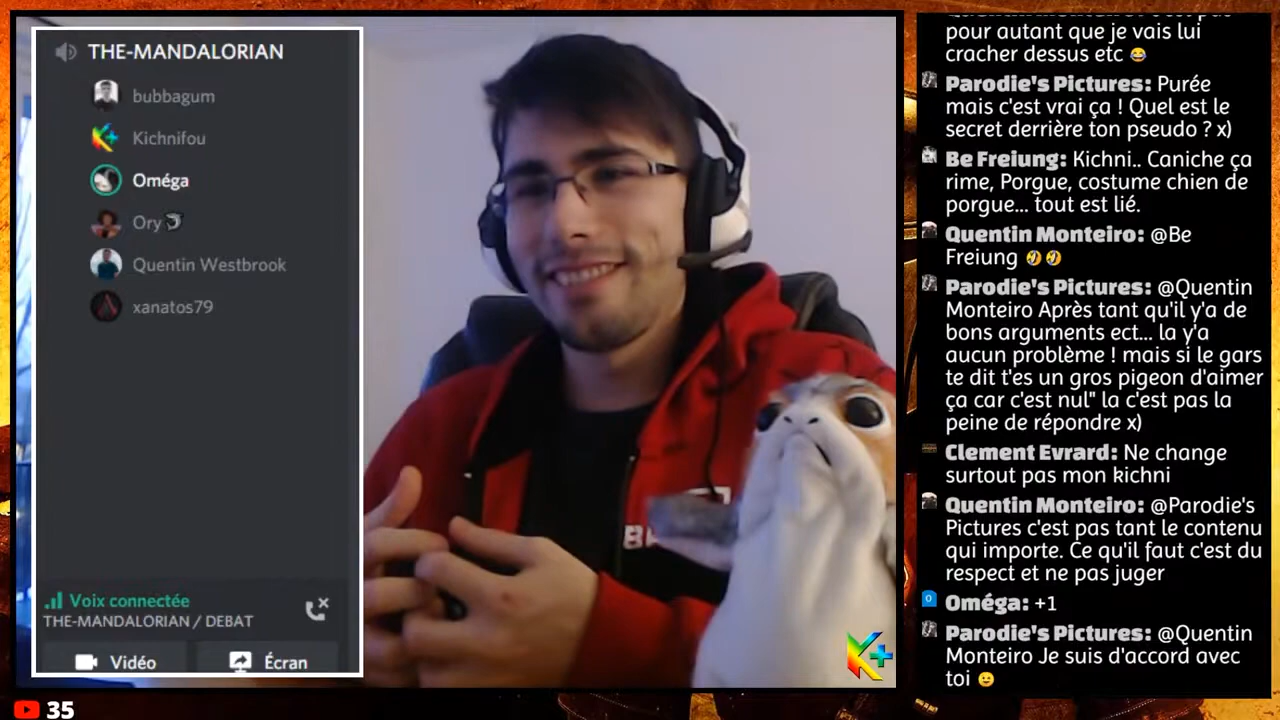 THE-MANDALORIAN
bubbagum
Kichnifou
Oméga
Ory
Quentin Westbrook
xanatos79
Voix connectée
THE-MANDALORIAN / DEBAT
Vidéo
Écran
35
K+
pour autant que je vais lui
cracher dessus etc 😂
Parodie's Pictures: Purée
mais c'est vrai ça ! Quel est le
secret derrière ton pseudo ? x)
Be Freiung: Kichni.. Caniche ça
rime, Porgue, costume chien de
porgue... tout est lié.
Quentin Monteiro: @Be
Freiung 🤣🤣
Parodie's Pictures: @Quentin
Monteiro Après tant qu'il y'a de
bons arguments ect... la y'a
aucun problème ! mais si le gars
te dit t'es un gros pigeon d'aimer
ça car c'est nul" la c'est pas la
peine de répondre x)
Clement Evrard: Ne change
surtout pas mon kichni
Quentin Monteiro: @Parodie's
Pictures c'est pas tant le contenu
qui importe. Ce qu'il faut c'est du
respect et ne pas juger
Oméga: +1
Parodie's Pictures: @Quentin
Monteiro Je suis d'accord avec
toi 🙂